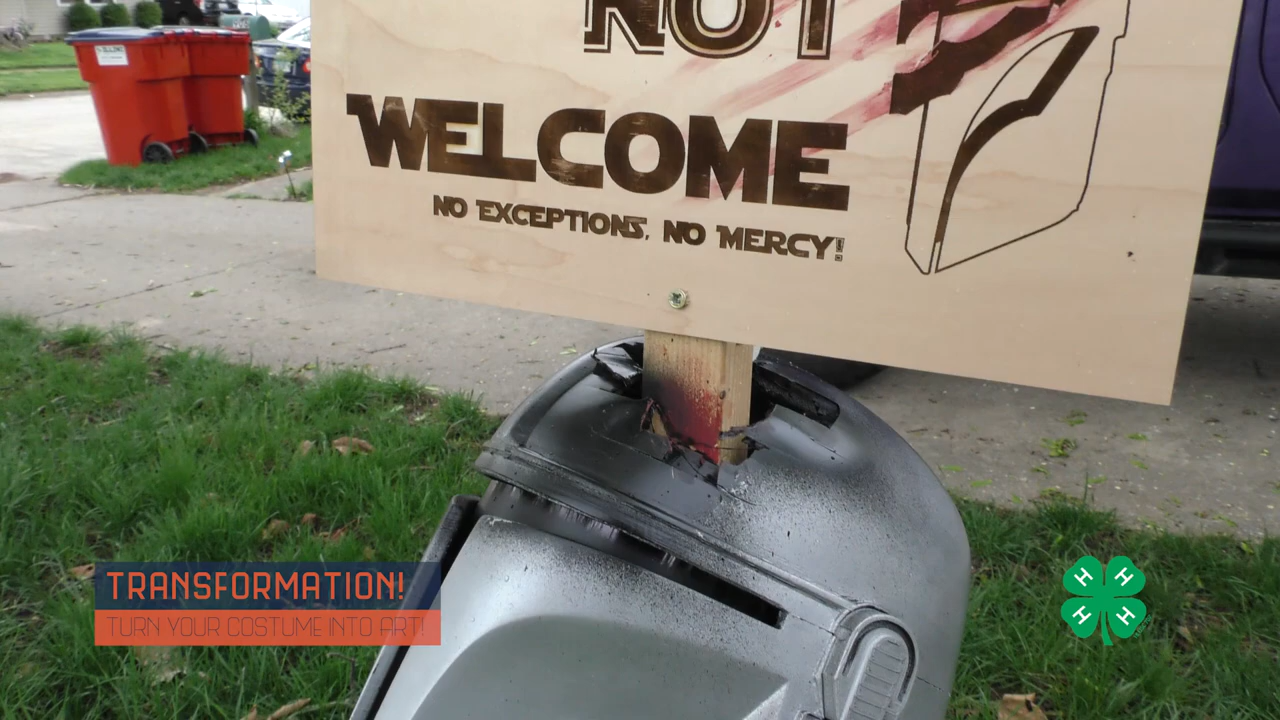 NOT
WELCOME
NO EXCEPTIONS, NO MERCY!
TRANSFORMATION!
TURN YOUR COSTUME INTO ART!
H H
H H